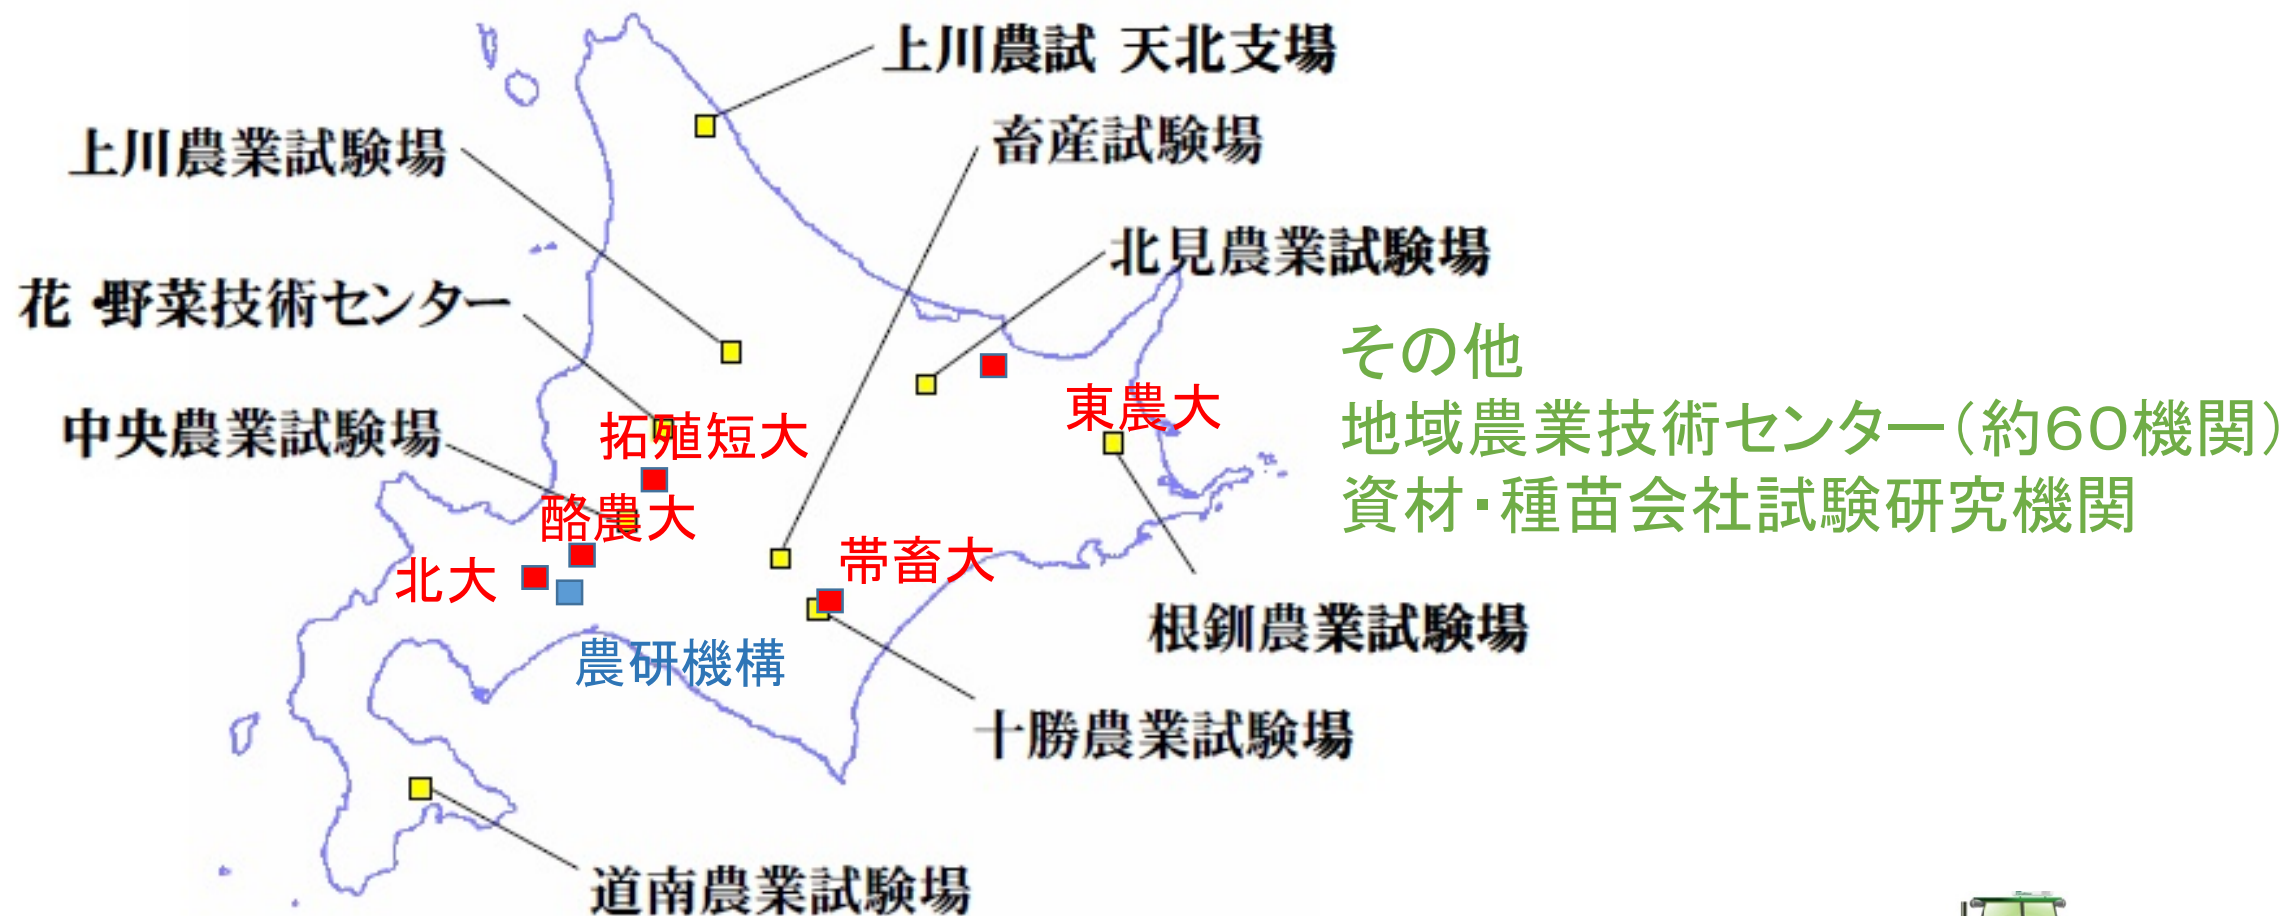 上川農試 天北支場
畜産試験場
上川農業試験場
北見農業試験場
花・野菜技術センター
その他
地域農業技術センター(約60機関)
資材・種苗会社試験研究機関
中央農業試験場
拓殖短大
東農大
酪農大
北大
帯畜大
農研機構
根釧農業試験場
十勝農業試験場
道南農業試験場